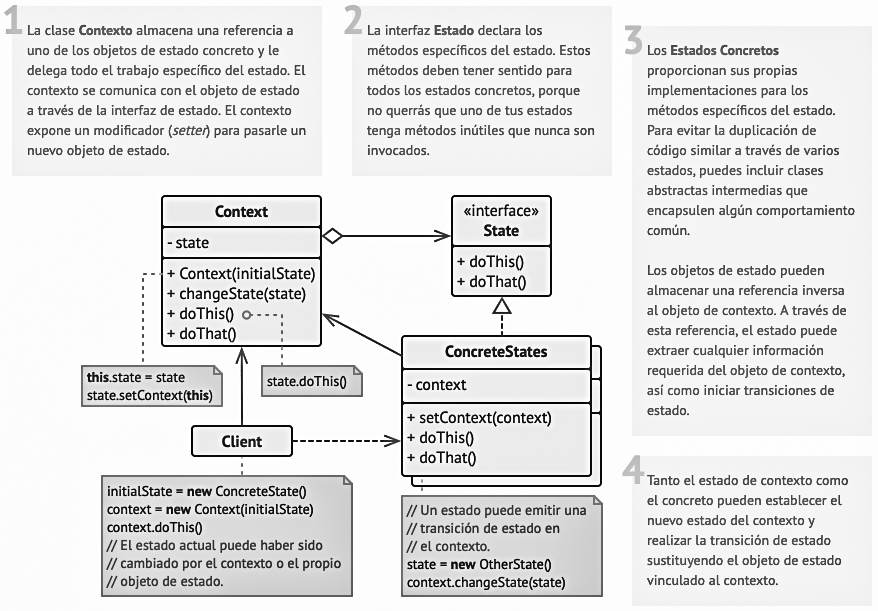 1
La clase Contexto almacena una referencia a
uno de los objetos de estado concreto y le
delega todo el trabajo específico del estado. El
contexto se comunica con el objeto de estado
a través de la interfaz de estado. El contexto
expone un modificador (setter) para pasarle un
nuevo objeto de estado.
2
La interfaz Estado declara los
métodos específicos del estado. Estos
métodos deben tener sentido para
todos los estados concretos, porque
no querrás que uno de tus estados
tenga métodos inútiles que nunca son
invocados.
3
Los Estados Concretos
proporcionan sus propias
implementaciones para los
métodos específicos del estado.
Para evitar la duplicación de
código similar a través de varios
estados, puedes incluir clases
abstractas intermedias que
encapsulen algún comportamiento
común.
Los objetos de estado pueden
almacenar una referencia inversa
al objeto de contexto. A través de
esta referencia, el estado puede
extraer cualquier información
requerida del objeto de contexto,
así como iniciar transiciones de
estado.
4
Tanto el estado de contexto como
el concreto pueden establecer el
nuevo estado del contexto y
realizar la transición de estado
sustituyendo el objeto de estado
vinculado al contexto.
Context
- state
+ Context(initialState)
+ changeState(state)
+ doThis()
+ doThat()
«interface»
State
+ doThis()
+ doThat()
this.state = state
state.setContext(this)
state.doThis()
ConcreteStates
- context
+ setContext(context)
+ doThis()
+ doThat()
Client
initialState = new ConcreteState()
context = new Context(initialState)
context.doThis()
// El estado actual puede haber sido
// cambiado por el contexto o el propio
// objeto de estado.
// Un estado puede emitir una
// transición de estado en
// el contexto.
state = new OtherState()
context.changeState(state)